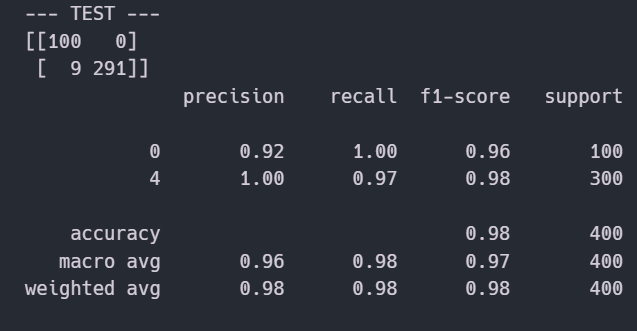 --- TEST ---
[[100   0]
 [  9 291]]
              precision    recall  f1-score   support

           0       0.92      1.00      0.96       100
           4       1.00      0.97      0.98       300

    accuracy                           0.98       400
   macro avg       0.96      0.98      0.97       400
weighted avg       0.98      0.98      0.98       400